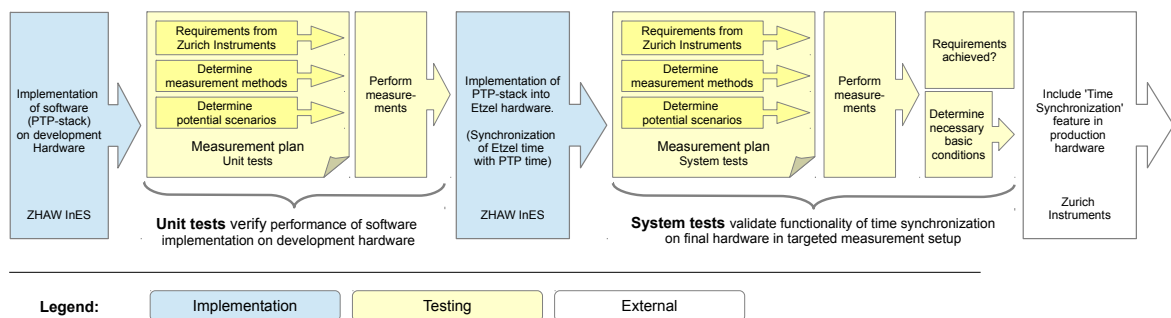 Implementation
of software
(PTP-stack)
on development
Hardware
ZHAW InES
Requirements from
Zurich Instruments
Determine
measurement methods
Determine
potential scenarios
Measurement plan
Unit tests
Perform
measure-
ments
Unit tests verify performance of software
implementation on development hardware
Implementation of
PTP-stack into
Etzel hardware.
(Synchronization
of Etzel time
with PTP time)
ZHAW InES
Requirements from
Zurich Instruments
Determine
measurement methods
Determine
potential scenarios
Measurement plan
System tests
Perform
measure-
ments
Requirements
achieved?
Determine
necessary
basic
conditions
System tests validate functionality of time synchronization
on final hardware in targeted measurement setup
Include 'Time
Synchronization'
feature in
production
hardware
Zurich
Instruments
Legend:
Implementation
Testing
External